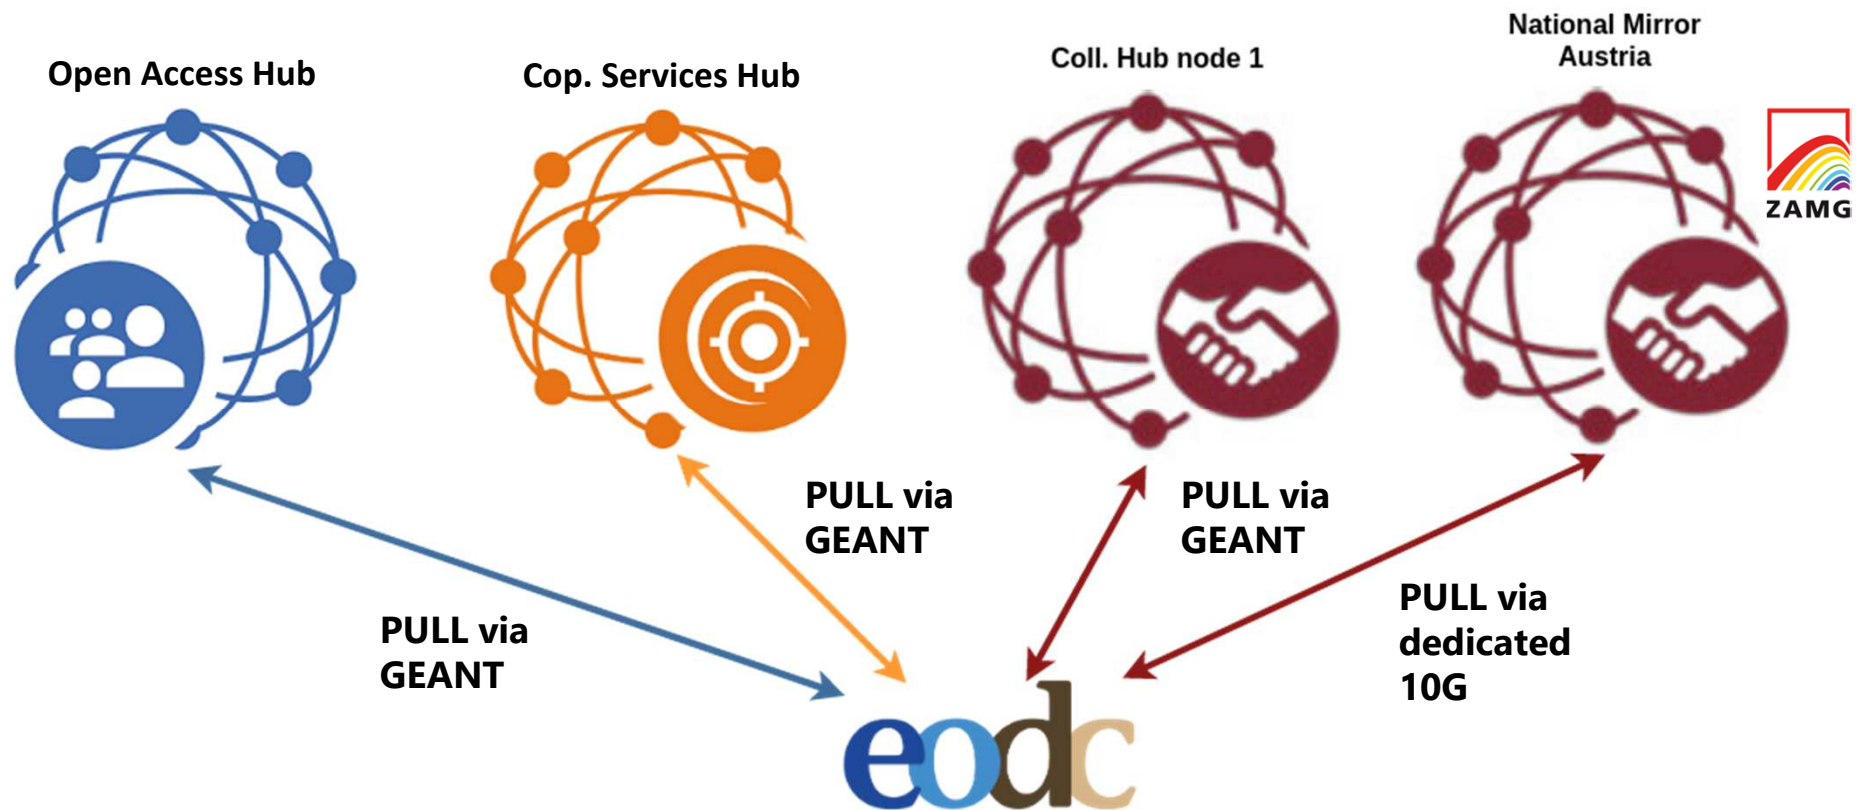 Open Access Hub
Cop. Services Hub
Coll. Hub node 1
National Mirror
Austria
ZAMG
PULL via
GEANT
PULL via
GEANT
PULL via
GEANT
PULL via
dedicated
10G
eodc